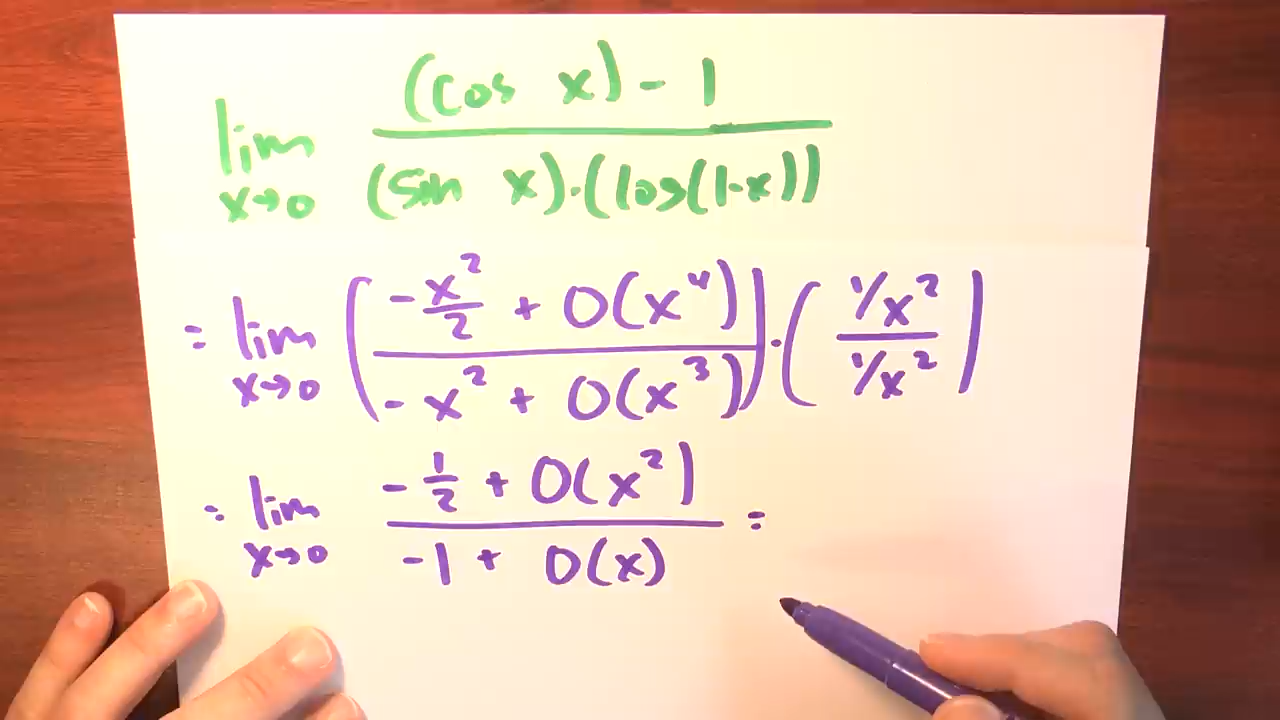 lim x→0 ((cos x) - 1) / ((sin x)·(log(1-x)))
= lim x→0 ((-x²/2 + O(x⁴)) / (-x² + O(x³)))·((1/x²) / (1/x²))
= lim x→0 (-1/2 + O(x²)) / (-1 + O(x)) =